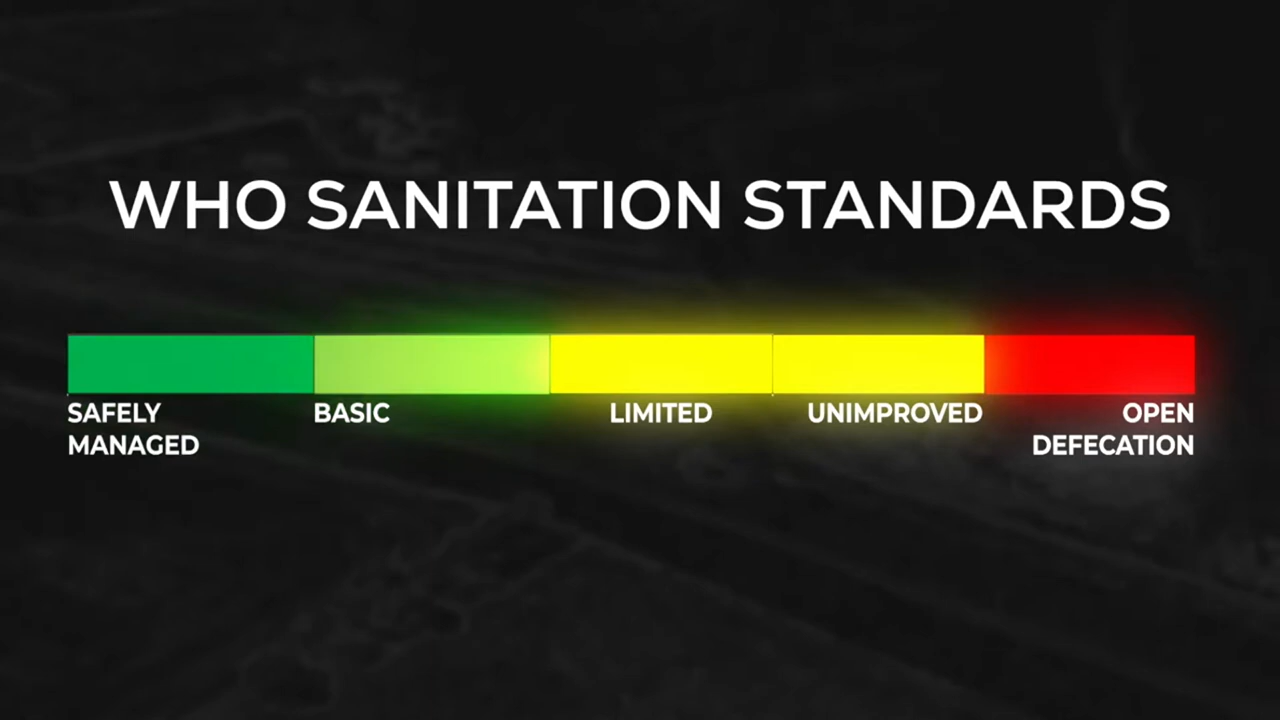 WHO SANITATION STANDARDS
SAFELY
MANAGED
BASIC
LIMITED
UNIMPROVED
OPEN
DEFECATION